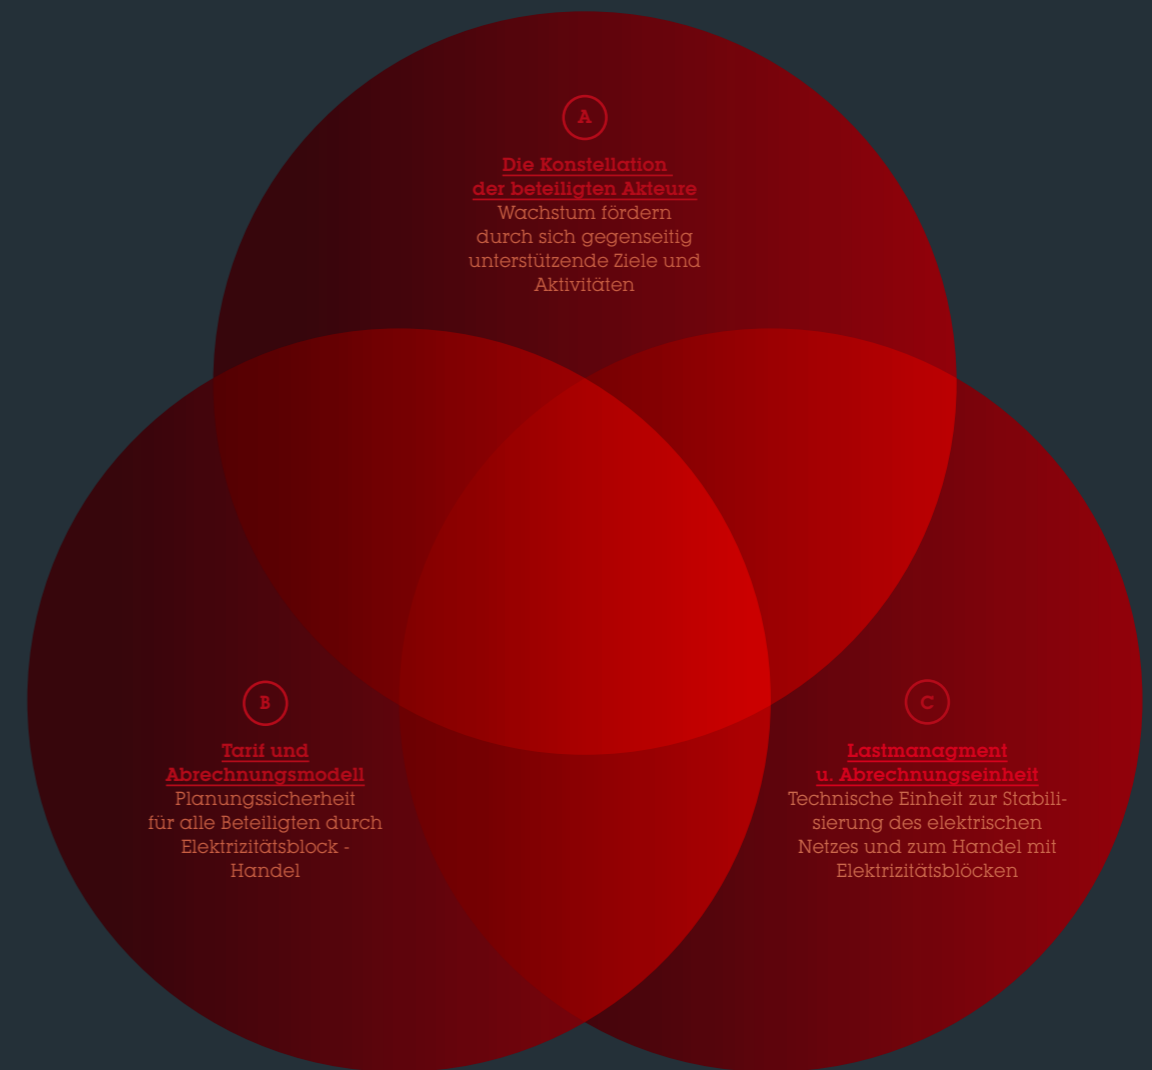 A
Die Konstellation
der beteiligten Akteure
Wachstum fördern
durch sich gegenseitig
unterstützende Ziele und
Aktivitäten
B
Tarif und
Abrechnungsmodell
Planungssicherheit
für alle Beteiligten durch
Elektrizitätsblock -
Handel
C
Lastmanagment
u. Abrechnungseinheit
Technische Einheit zur Stabili-
sierung des elektrischen
Netzes und zum Handel mit
Elektrizitätsblöcken